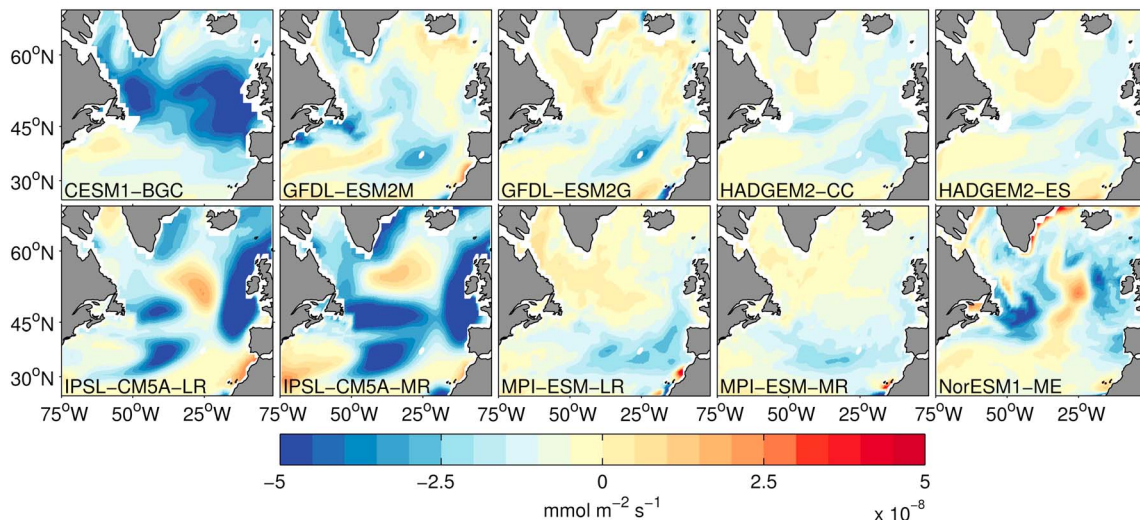 60°N
45°N
30°N
CESM1-BGC
GFDL-ESM2M
GFDL-ESM2G
HADGEM2-CC
HADGEM2-ES
60°N
45°N
30°N
IPSL-CM5A-LR
IPSL-CM5A-MR
MPI-ESM-LR
MPI-ESM-MR
NorESM1-ME
75°W 50°W 25°W 75°W 50°W 25°W 75°W 50°W 25°W 75°W 50°W 25°W 75°W 50°W 25°W
-5 -2.5 0 2.5 5
mmol m⁻² s⁻¹
x 10⁻⁸